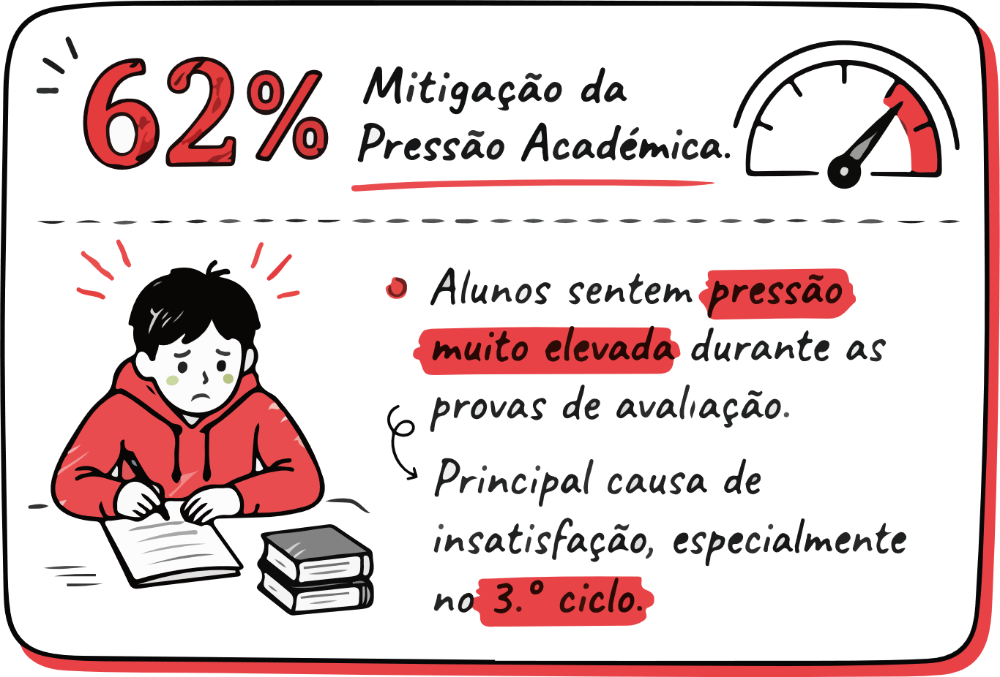 62%
Mitigação da
Pressão Académica.
Alunos sentem pressão
muito elevada durante as
provas de avaliação.
Principal causa de
insatisfação, especialmente
no 3.º ciclo.